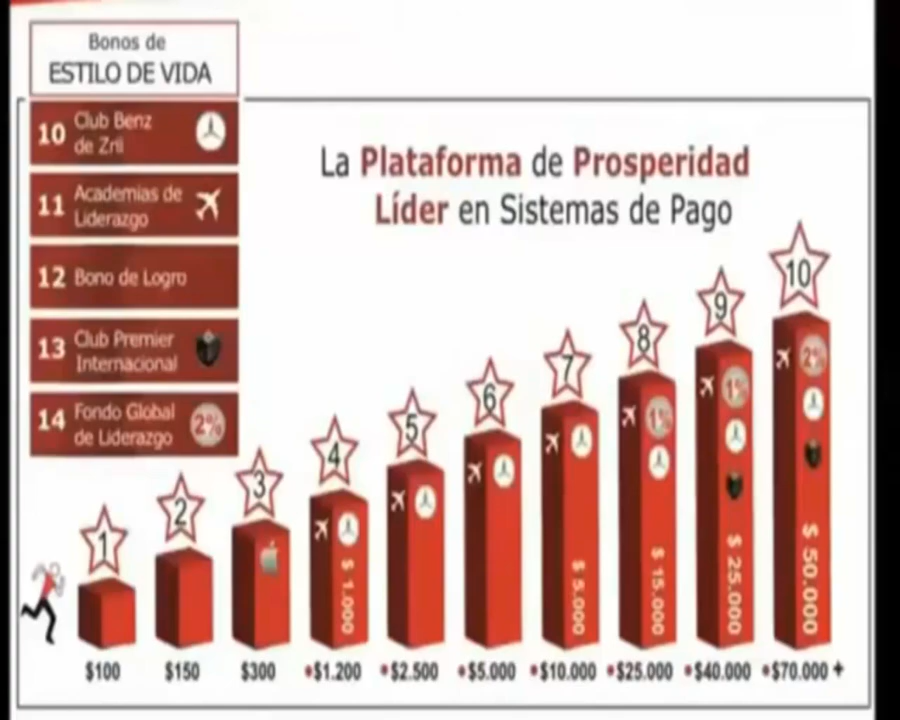 Bonos de
ESTILO DE VIDA
10 Club Benz
de Zrii
11 Academias de
Liderazgo
12 Bono de Logro
13 Club Premier
Internacional
14 Fondo Global
de Liderazgo 2%
La Plataforma de Prosperidad
Líder en Sistemas de Pago
1
2
3
4
5
6
7
8
9
10
1%
1%
2%
$ 1.000
$ 5.000
$ 15.000
$ 25.000
$ 50.000
$100
$150
$300
•$1.200
•$2.500
•$5.000
•$10.000
•$25.000
•$40.000
•$70.000 +